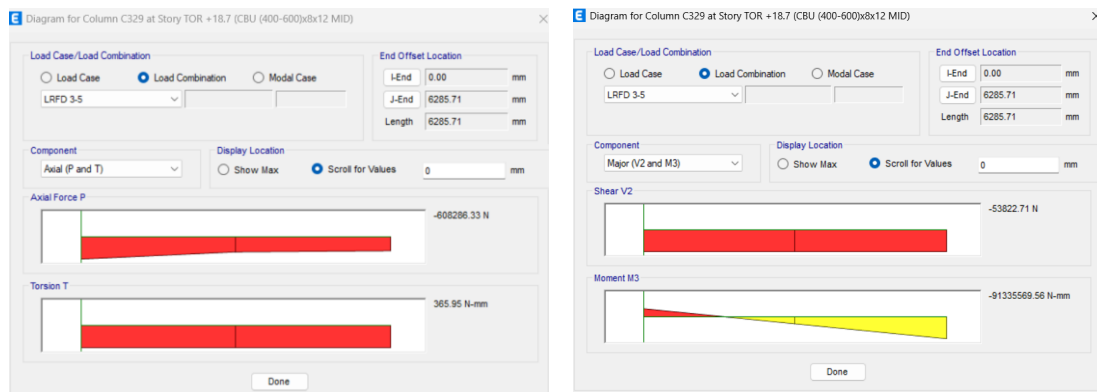 E Diagram for Column C329 at Story TOR +18.7 (CBU (400-600)x8x12 MID)
Load Case/Load Combination
Load Case Load Combination Modal Case
LRFD 3-5
End Offset Location
I-End 0.00 mm
J-End 6285.71 mm
Length 6285.71 mm
Component
Axial (P and T)
Display Location
Show Max Scroll for Values 0 mm
Axial Force P
-608286.33 N
Torsion T
365.95 N-mm
Done
E Diagram for Column C329 at Story TOR +18.7 (CBU (400-600)x8x12 MID)
Load Case/Load Combination
Load Case Load Combination Modal Case
LRFD 3-5
End Offset Location
I-End 0.00 mm
J-End 6285.71 mm
Length 6285.71 mm
Component
Major (V2 and M3)
Display Location
Show Max Scroll for Values 0 mm
Shear V2
-53822.71 N
Moment M3
-91335569.56 N-mm
Done